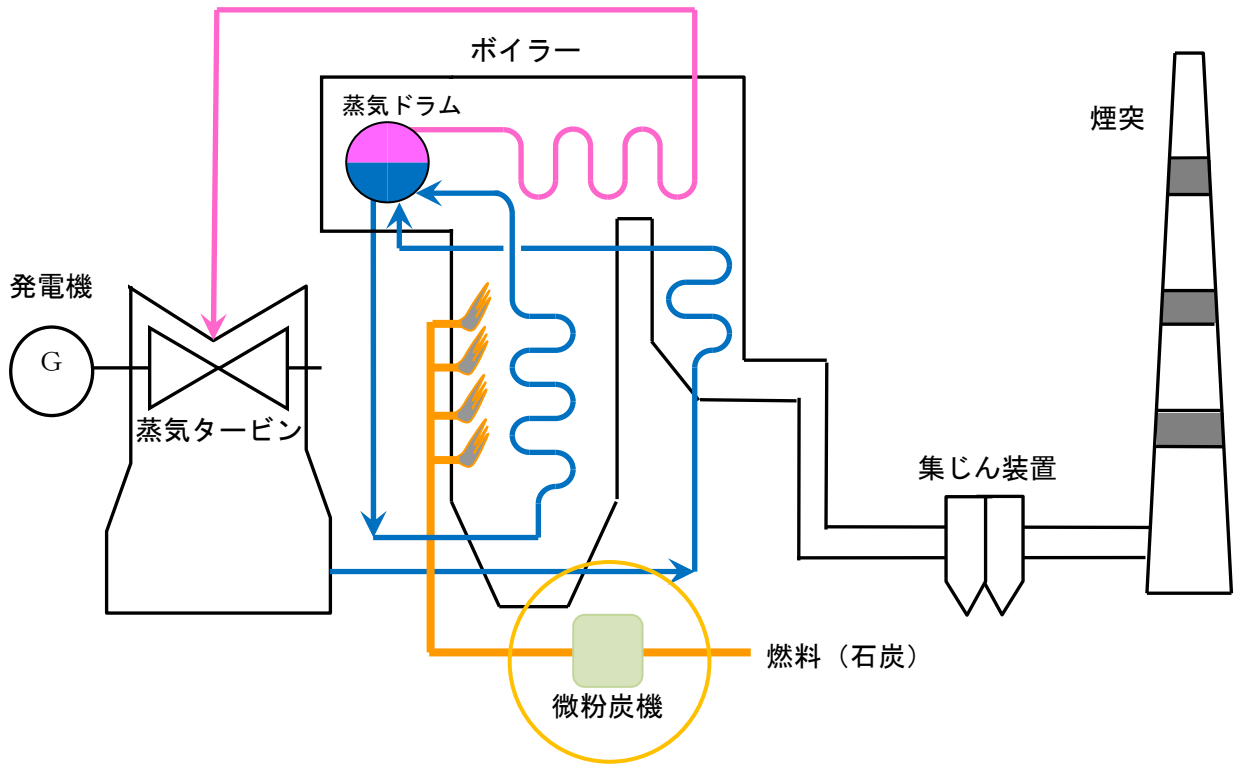 ボイラー
蒸気ドラム
煙突
発電機
G
蒸気タービン
集じん装置
燃料（石炭）
微粉炭機